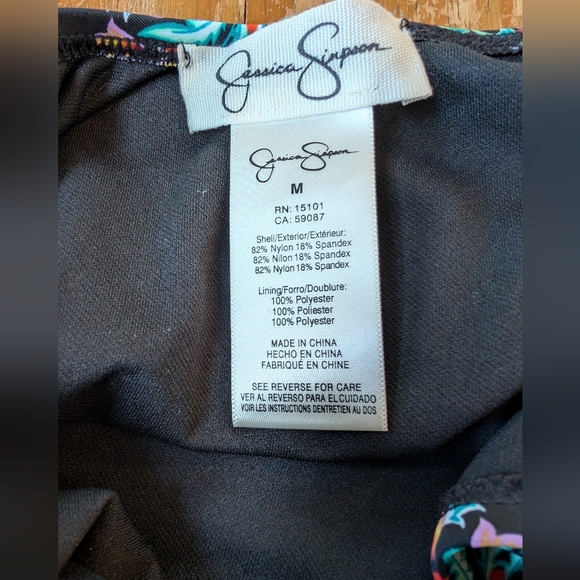 Jessica Simpson
Jessica Simpson
M
RN: 15101
CA: 59087
Shell/Exterior/Extérieur:
82% Nylon 18% Spandex
82% Nilon 18% Spandex
82% Nylon 18% Spandex
Lining/Forro/Doublure:
100% Polyester
100% Poliester
100% Polyester
MADE IN CHINA
HECHO EN CHINA
FABRIQUÉ EN CHINE
SEE REVERSE FOR CARE
VER AL REVERSO PARA EL CUIDADO
VOIR LES INSTRUCTIONS DENTRETIEN AU DOS